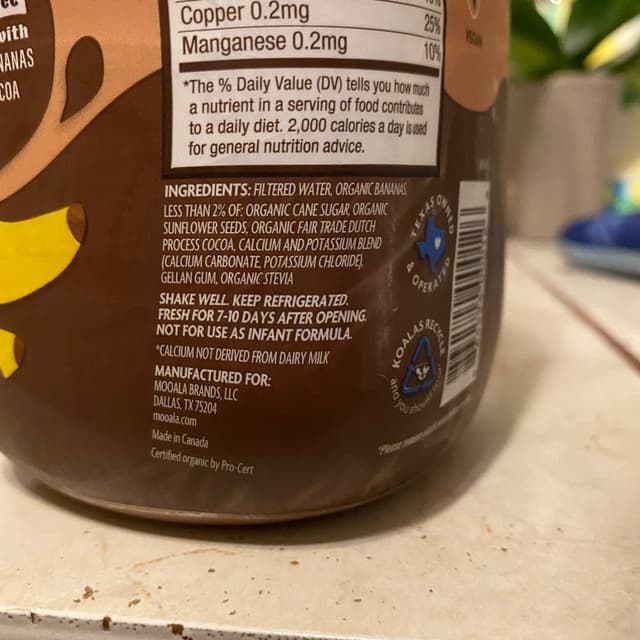 with
NANAS
COA
Copper 0.2mg
25%
Manganese 0.2mg
10%
*The % Daily Value (DV) tells you how much
a nutrient in a serving of food contributes
to a daily diet. 2,000 calories a day is used
for general nutrition advice.
VEGAN
INGREDIENTS: FILTERED WATER, ORGANIC BANANAS,
LESS THAN 2% OF: ORGANIC CANE SUGAR, ORGANIC
SUNFLOWER SEEDS, ORGANIC FAIR TRADE DUTCH
PROCESS COCOA, CALCIUM AND POTASSIUM BLEND
(CALCIUM CARBONATE, POTASSIUM CHLORIDE),
GELLAN GUM, ORGANIC STEVIA
SHAKE WELL. KEEP REFRIGERATED.
FRESH FOR 7-10 DAYS AFTER OPENING.
NOT FOR USE AS INFANT FORMULA.
*CALCIUM NOT DERIVED FROM DAIRY MILK
MANUFACTURED FOR:
MOOALA BRANDS, LLC
DALLAS, TX 75204
mooala.com
Made in Canada
Certified organic by Pro-Cert
TEXAS OWNED
& OPERATED
KOALAS RECYCLE
and you should
*Please